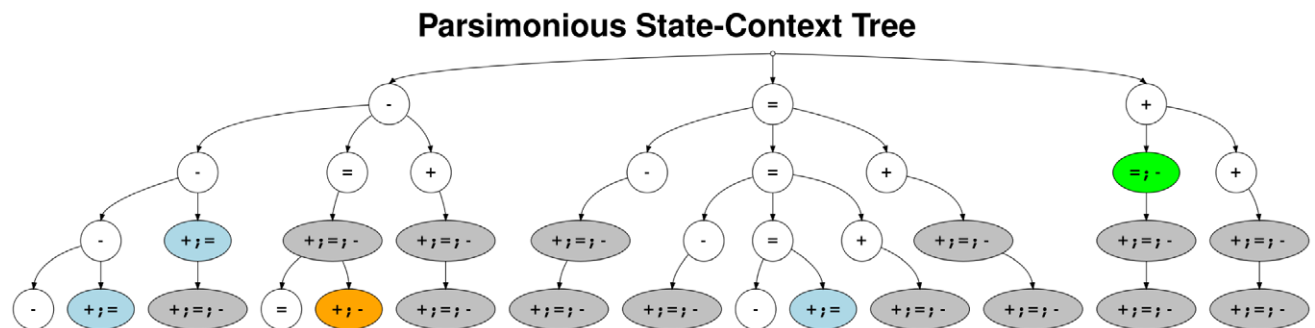 Parsimonious State-Context Tree
- = +
- = + - = + =;- +
- +;= +;=;- +;=;- +;=;- - = + +;=;- +;=;- +;=;-
- +;= +;=;- = +;- +;=;- +;=;- +;=;- - +;= +;=;- +;=;- +;=;- +;=;-